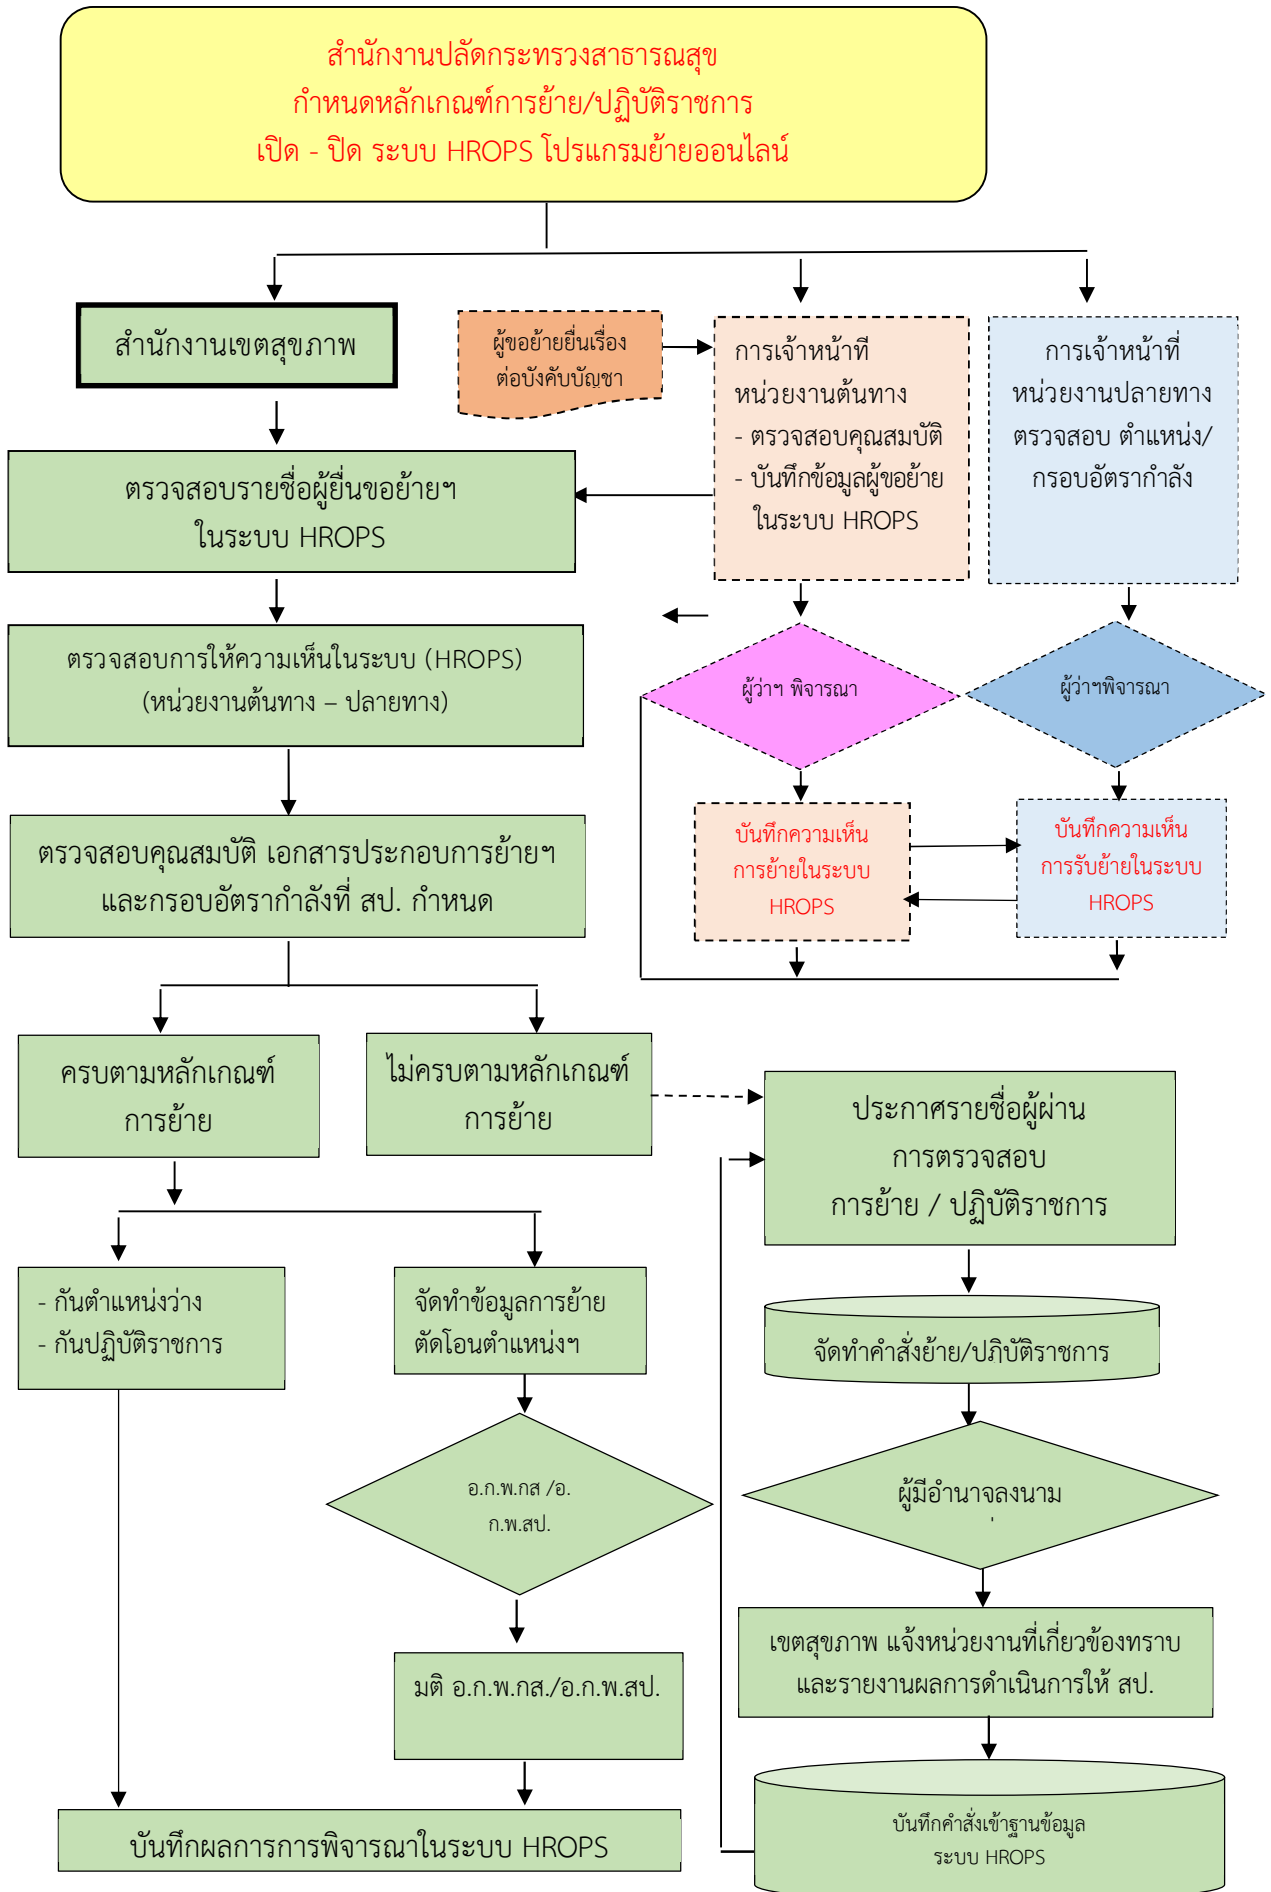 สำนักงานปลัดกระทรวงสาธารณสุข
กำหนดหลักเกณฑ์การย้าย/ปฏิบัติราชการ
เปิด - ปิด ระบบ HROPS โปรแกรมย้ายออนไลน์
สำนักงานเขตสุขภาพ
ผู้ขอย้ายยื่นเรื่อง
ต่อบังคับบัญชา
การเจ้าหน้าที่
หน่วยงานต้นทาง
- ตรวจสอบคุณสมบัติ
- บันทึกข้อมูลผู้ขอย้าย
ในระบบ HROPS
การเจ้าหน้าที่
หน่วยงานปลายทาง
ตรวจสอบ ตำแหน่ง/
กรอบอัตรากำลัง
ตรวจสอบรายชื่อผู้ยื่นขอย้ายฯ
ในระบบ HROPS
ตรวจสอบการให้ความเห็นในระบบ (HROPS)
(หน่วยงานต้นทาง – ปลายทาง)
ผู้ว่าฯ พิจารณา
ผู้ว่าฯพิจารณา
ตรวจสอบคุณสมบัติ เอกสารประกอบการย้ายฯ
และกรอบอัตรากำลังที่ สป. กำหนด
บันทึกความเห็น
การย้ายในระบบ
HROPS
บันทึกความเห็น
การรับย้ายในระบบ
HROPS
ครบตามหลักเกณฑ์
การย้าย
ไม่ครบตามหลักเกณฑ์
การย้าย
ประกาศรายชื่อผู้ผ่าน
การตรวจสอบ
การย้าย / ปฏิบัติราชการ
- กันตำแหน่งว่าง
- กันปฏิบัติราชการ
จัดทำข้อมูลการย้าย
ตัดโอนตำแหน่งฯ
จัดทำคำสั่งย้าย/ปฏิบัติราชการ
อ.ก.พ.กส /อ.
ก.พ.สป.
ผู้มีอำนาจลงนาม
มติ อ.ก.พ.กส./อ.ก.พ.สป.
เขตสุขภาพ แจ้งหน่วยงานที่เกี่ยวข้องทราบ
และรายงานผลการดำเนินการให้ สป.
บันทึกผลการการพิจารณาในระบบ HROPS
บันทึกคำสั่งเข้าฐานข้อมูล
ระบบ HROPS